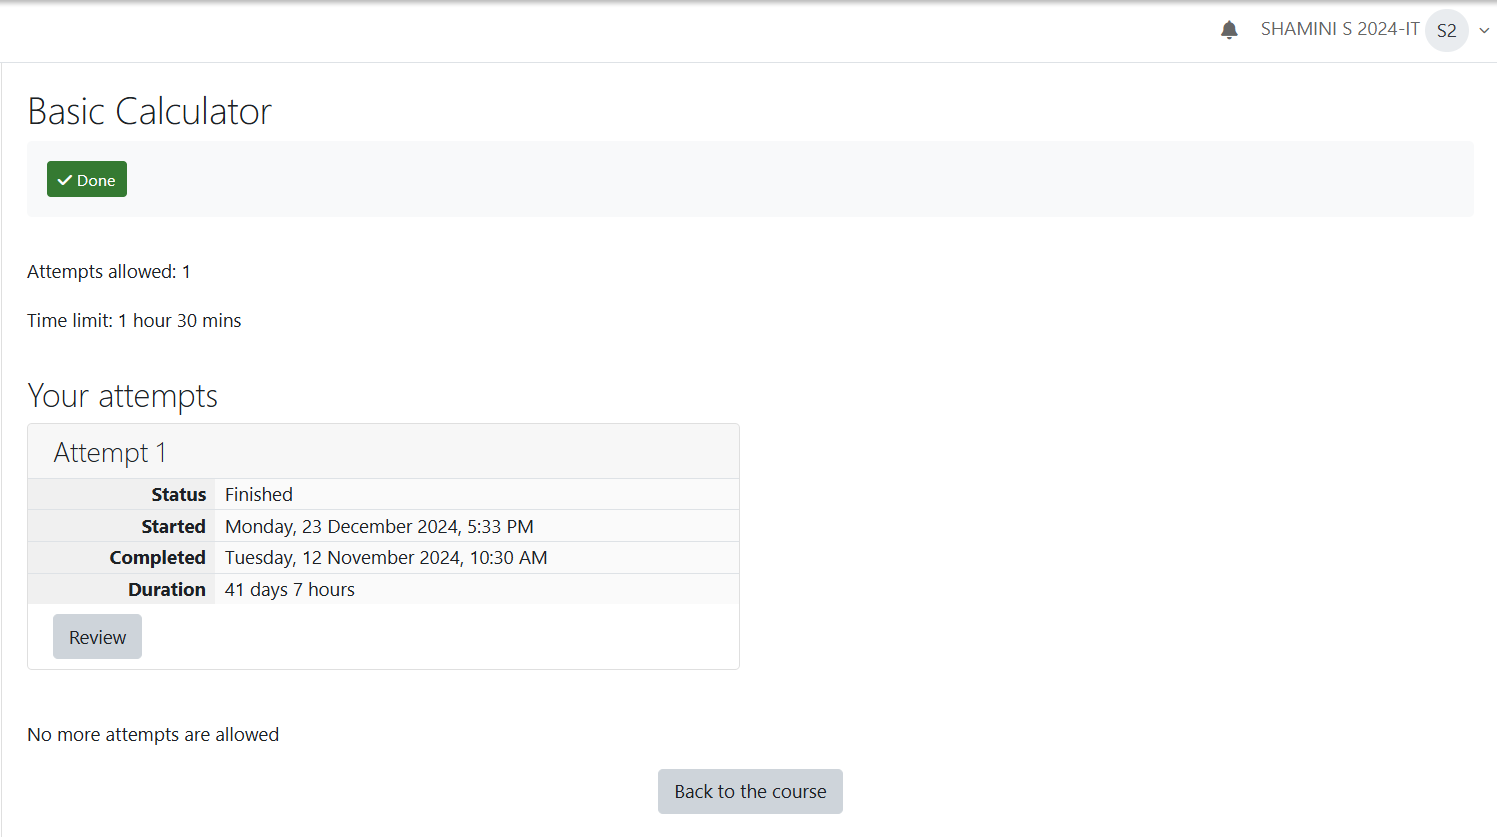 SHAMINI S 2024-IT S2
Basic Calculator
Done
Attempts allowed: 1
Time limit: 1 hour 30 mins
Your attempts
Attempt 1
Status Finished
Started Monday, 23 December 2024, 5:33 PM
Completed Tuesday, 12 November 2024, 10:30 AM
Duration 41 days 7 hours
Review
No more attempts are allowed
Back to the course